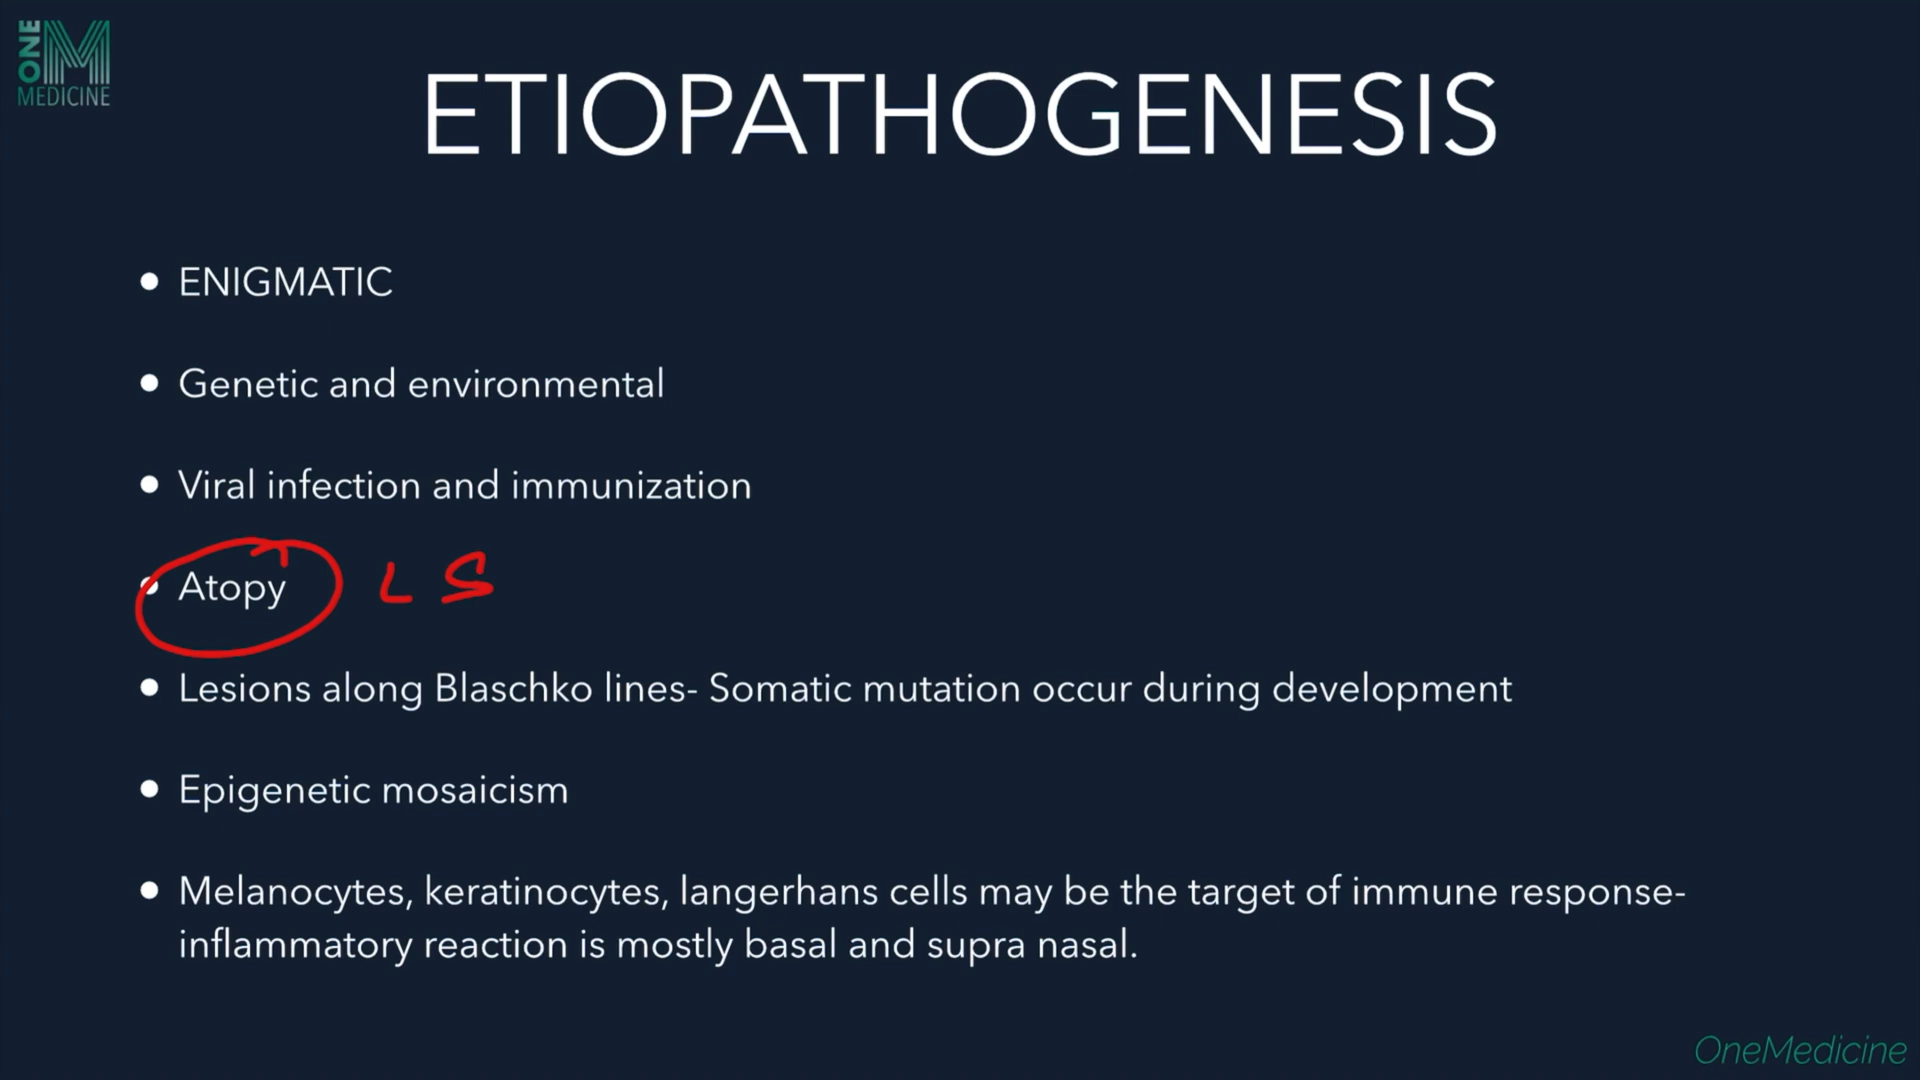 ONE
MEDICINE
ETIOPATHOGENESIS
• ENIGMATIC
• Genetic and environmental
• Viral infection and immunization
• Atopy LS
• Lesions along Blaschko lines- Somatic mutation occur during development
• Epigenetic mosaicism
• Melanocytes, keratinocytes, langerhans cells may be the target of immune response-
inflammatory reaction is mostly basal and supra nasal.
OneMedicine